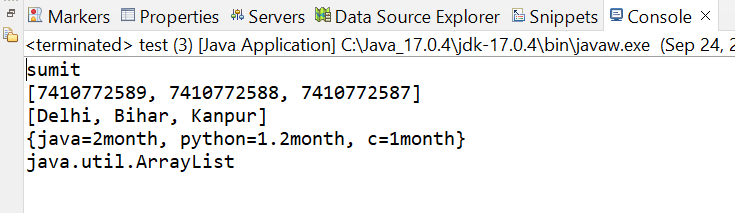 Markers Properties Servers Data Source Explorer Snippets Console
<terminated> test (3) [Java Application] C:\Java_17.0.4\jdk-17.0.4\bin\javaw.exe (Sep 24, 2
sumit
[7410772589, 7410772588, 7410772587]
[Delhi, Bihar, Kanpur]
{java=2month, python=1.2month, c=1month}
java.util.ArrayList